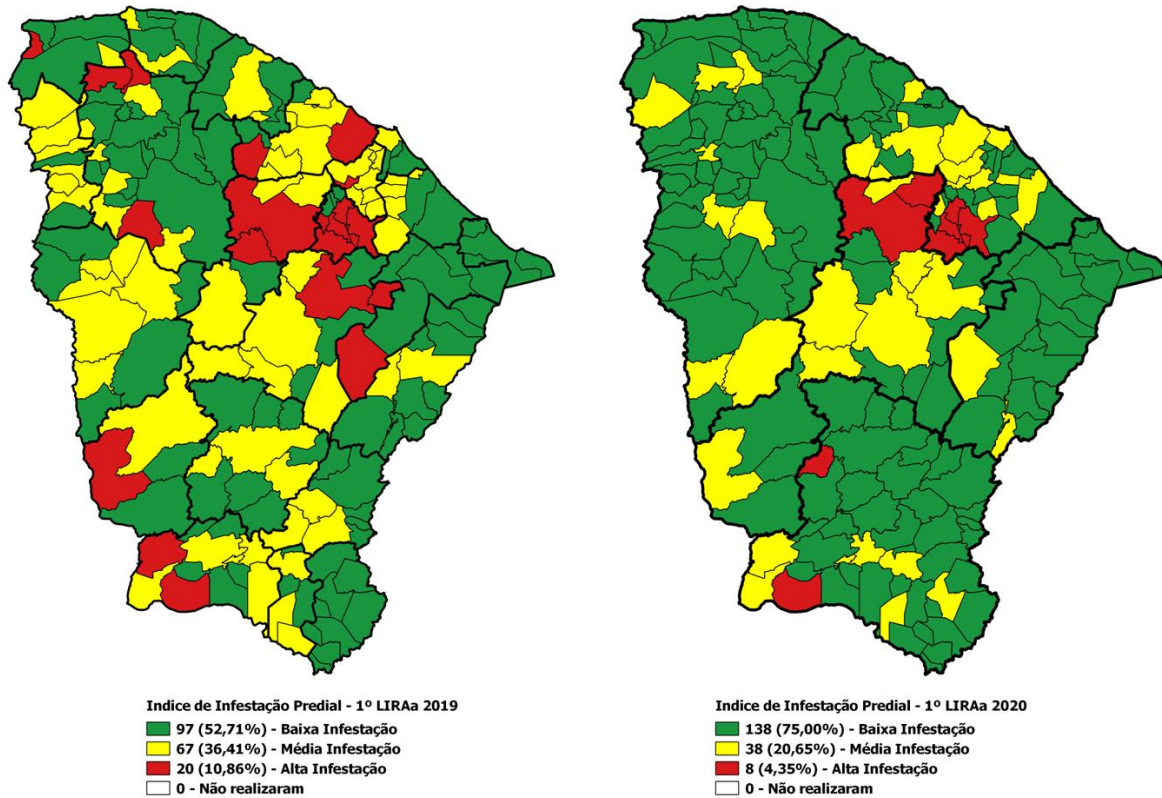 Indice de Infestação Predial - 1º LIRAa 2019
97 (52,71%) - Baixa Infestação
67 (36,41%) - Média Infestação
20 (10,86%) - Alta Infestação
0 - Não realizaram
Indice de Infestação Predial - 1º LIRAa 2020
138 (75,00%) - Baixa Infestação
38 (20,65%) - Média Infestação
8 (4,35%) - Alta Infestação
0 - Não realizaram